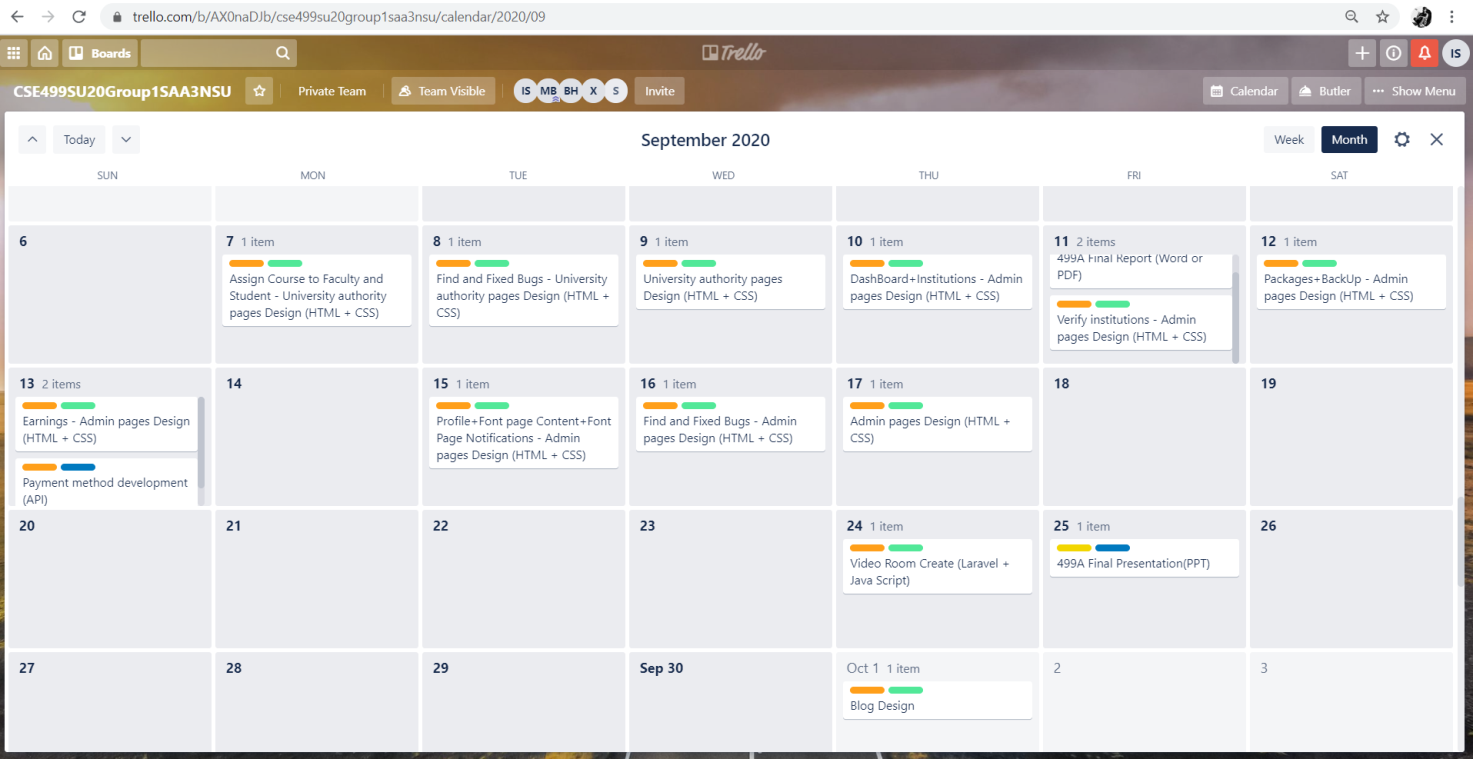 trello.com/b/AX0naDJb/cse499su20group1saa3nsu/calendar/2020/09
Boards
Trello
IS
CSE499SU20Group1SAA3NSU
Private Team
Team Visible
IS MB BH X S
Invite
Calendar
Butler
Show Menu
Today
September 2020
Week
Month
SUN MON TUE WED THU FRI SAT
6
7 1 item
Assign Course to Faculty and
Student - University authority
pages Design (HTML + CSS)
8 1 item
Find and Fixed Bugs - University
authority pages Design (HTML +
CSS)
9 1 item
University authority pages
Design (HTML + CSS)
10 1 item
DashBoard+Institutions - Admin
pages Design (HTML + CSS)
11 2 items
499A Final Report (Word or
PDF)
Verify institutions - Admin
pages Design (HTML + CSS)
12 1 item
Packages+BackUp - Admin
pages Design (HTML + CSS)
13 2 items
Earnings - Admin pages Design
(HTML + CSS)
Payment method development
(API)
14
15 1 item
Profile+Font page Content+Font
Page Notifications - Admin
pages Design (HTML + CSS)
16 1 item
Find and Fixed Bugs - Admin
pages Design (HTML + CSS)
17 1 item
Admin pages Design (HTML +
CSS)
18
19
20
21
22
23
24 1 item
Video Room Create (Laravel +
Java Script)
25 1 item
499A Final Presentation(PPT)
26
27
28
29
Sep 30
Oct 1 1 item
Blog Design
2
3